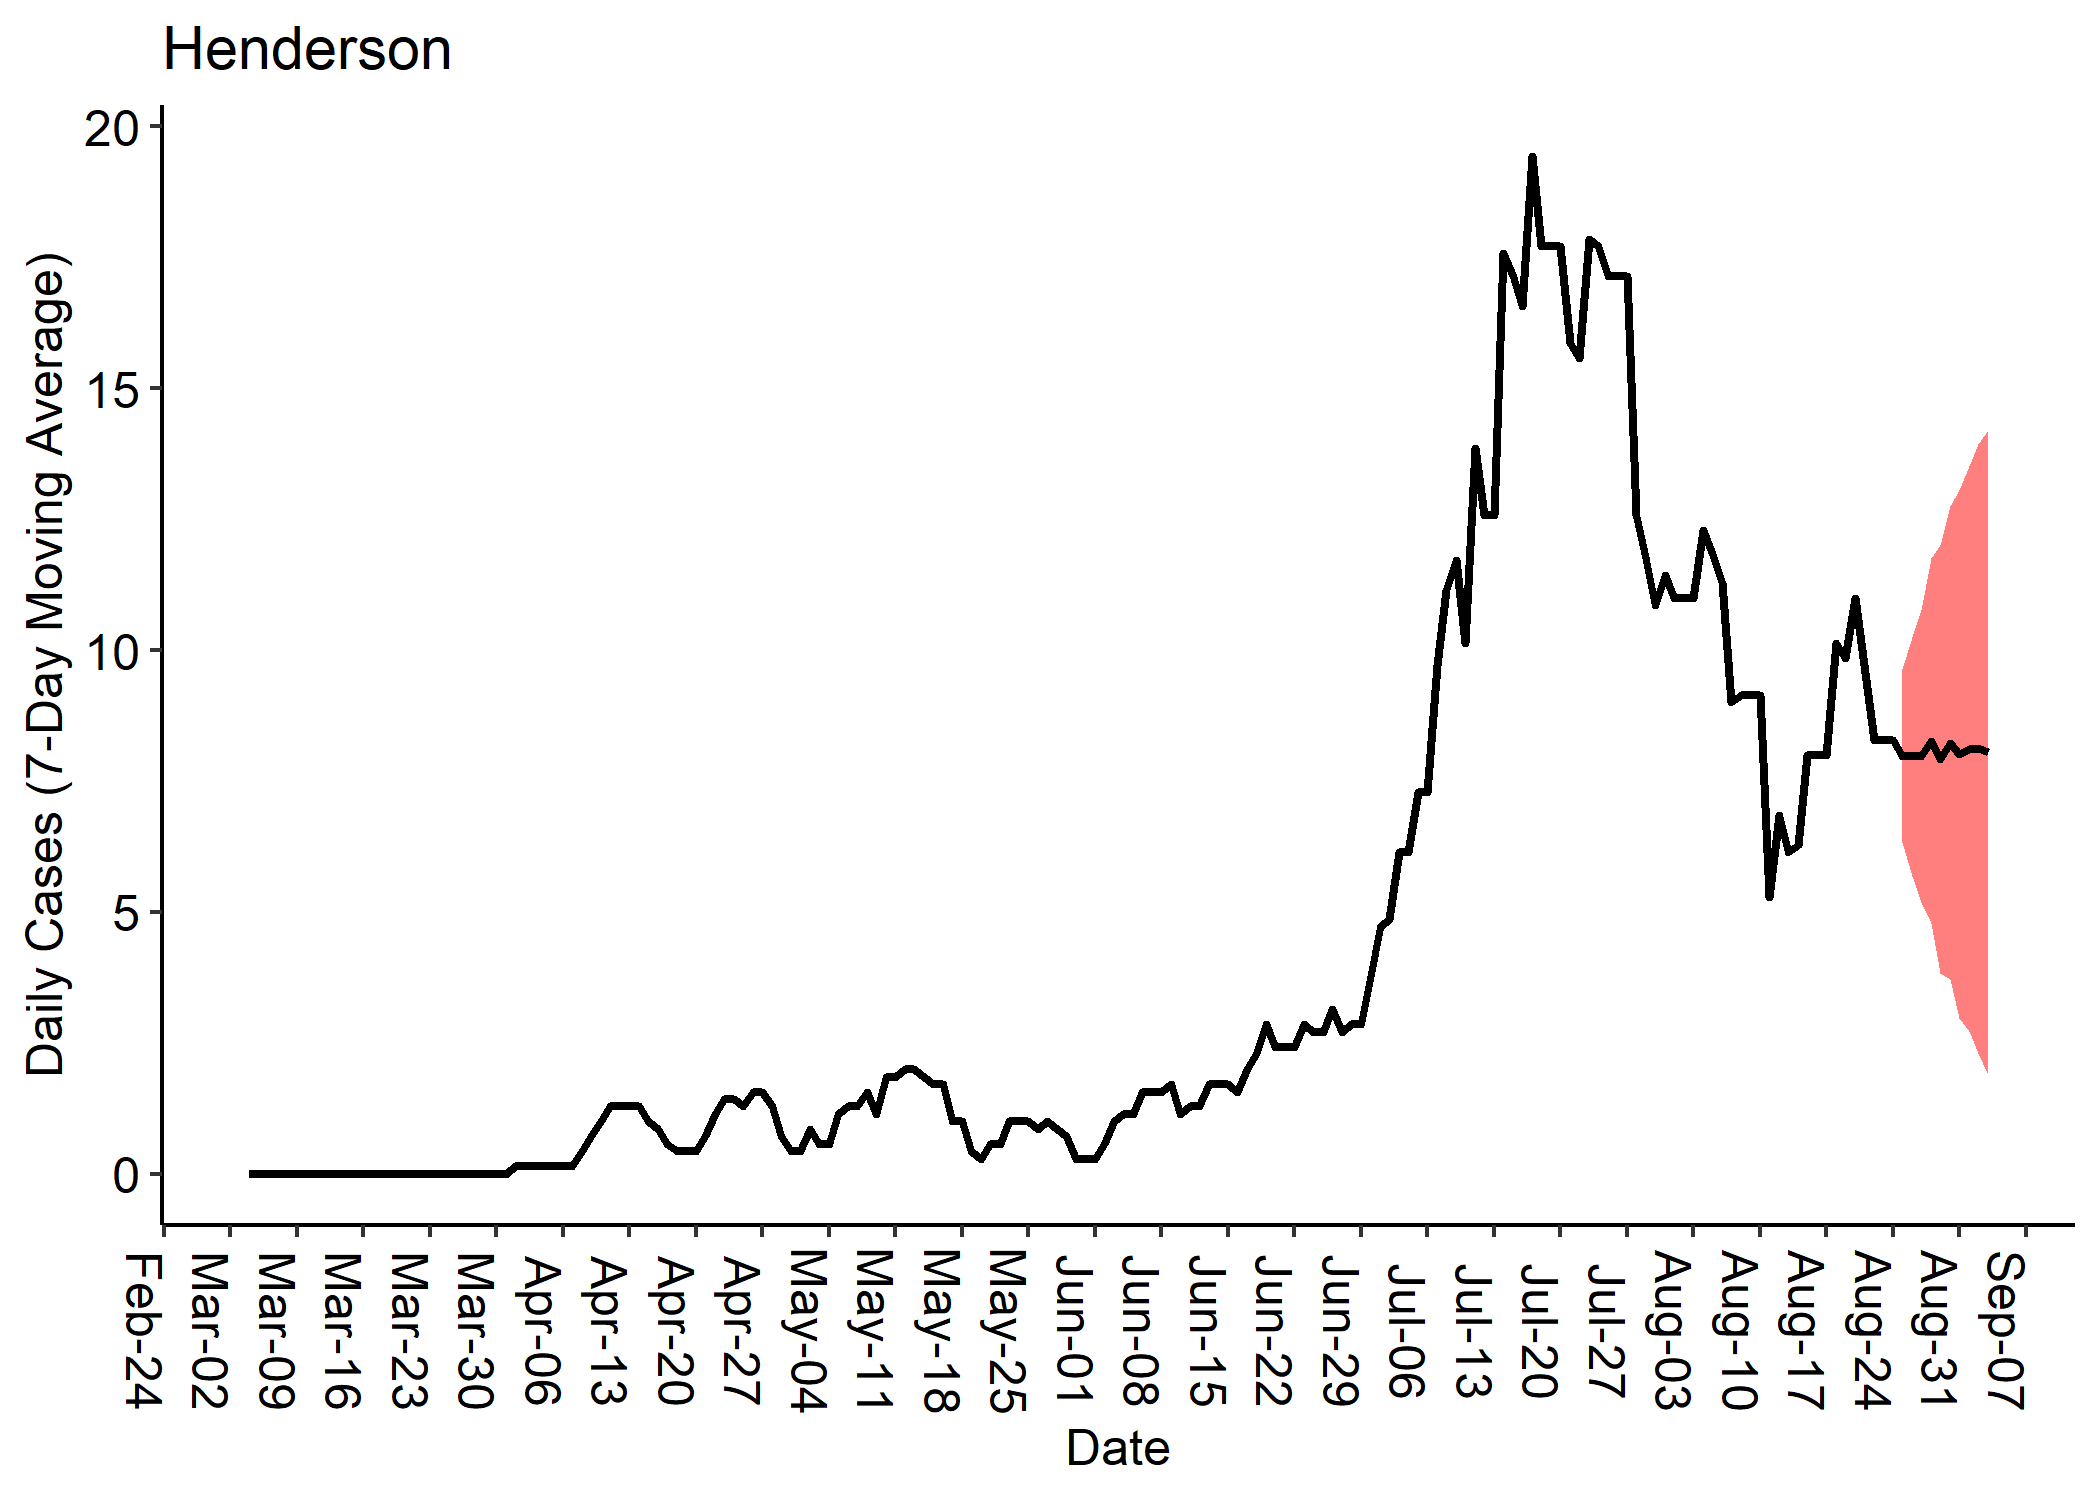 Henderson
Daily Cases (7-Day Moving Average)
20
15
10
5
0
Feb-24
Mar-02
Mar-09
Mar-16
Mar-23
Mar-30
Apr-06
Apr-13
Apr-20
Apr-27
May-04
May-11
May-18
May-25
Jun-01
Jun-08
Jun-15
Jun-22
Jun-29
Jul-06
Jul-13
Jul-20
Jul-27
Aug-03
Aug-10
Aug-17
Aug-24
Aug-31
Sep-07
Date